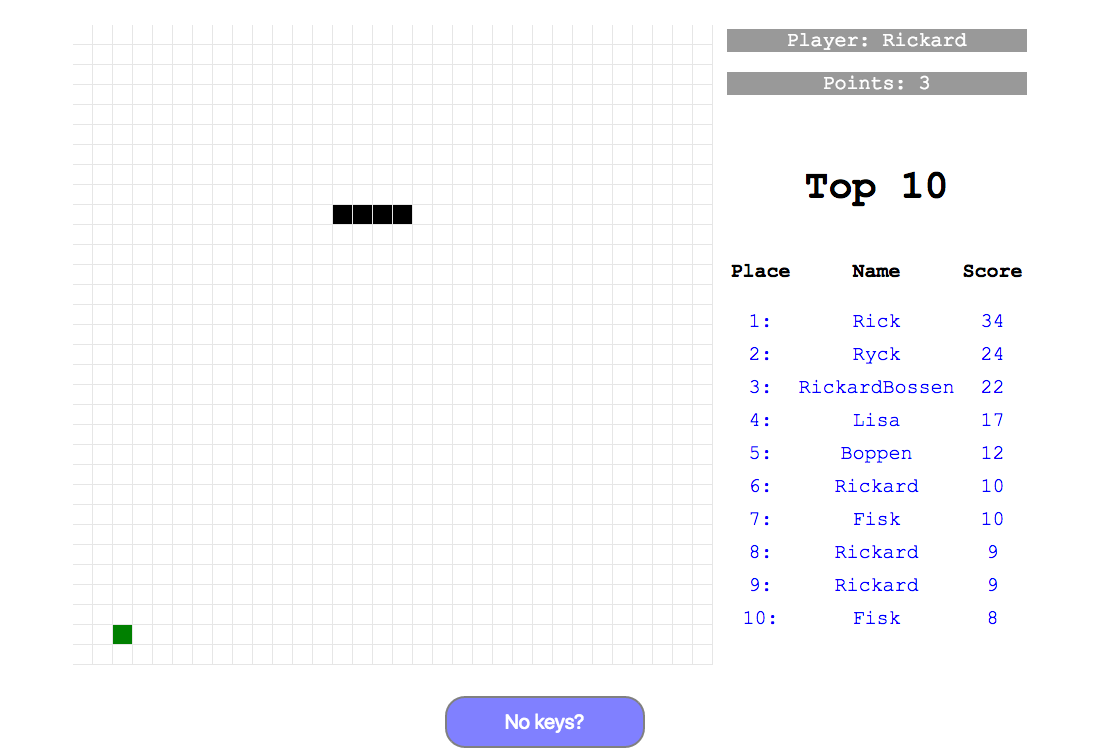 Player: Rickard
Points: 3
Top 10
Place Name Score
1: Rick 34
2: Ryck 24
3: RickardBossen 22
4: Lisa 17
5: Boppen 12
6: Rickard 10
7: Fisk 10
8: Rickard 9
9: Rickard 9
10: Fisk 8
No keys?